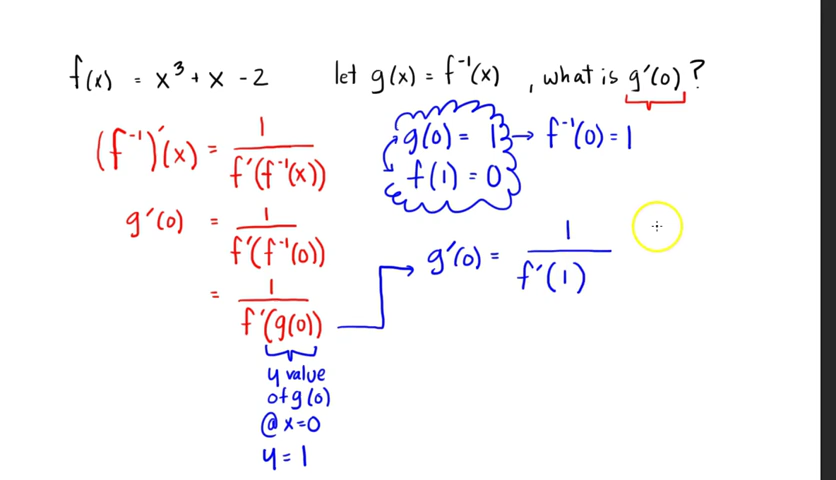 f(x) = x³ + x - 2 let g(x) = f⁻¹(x) , what is g′(0) ?
(f⁻¹)′(x) = 1 / f′(f⁻¹(x))
g(0) = 1 → f⁻¹(0) = 1
f(1) = 0
g′(0) = 1 / f′(f⁻¹(0))
= 1 / f′(g(0))
g′(0) = 1 / f′(1)
y value
of g(0)
@ x=0
y = 1